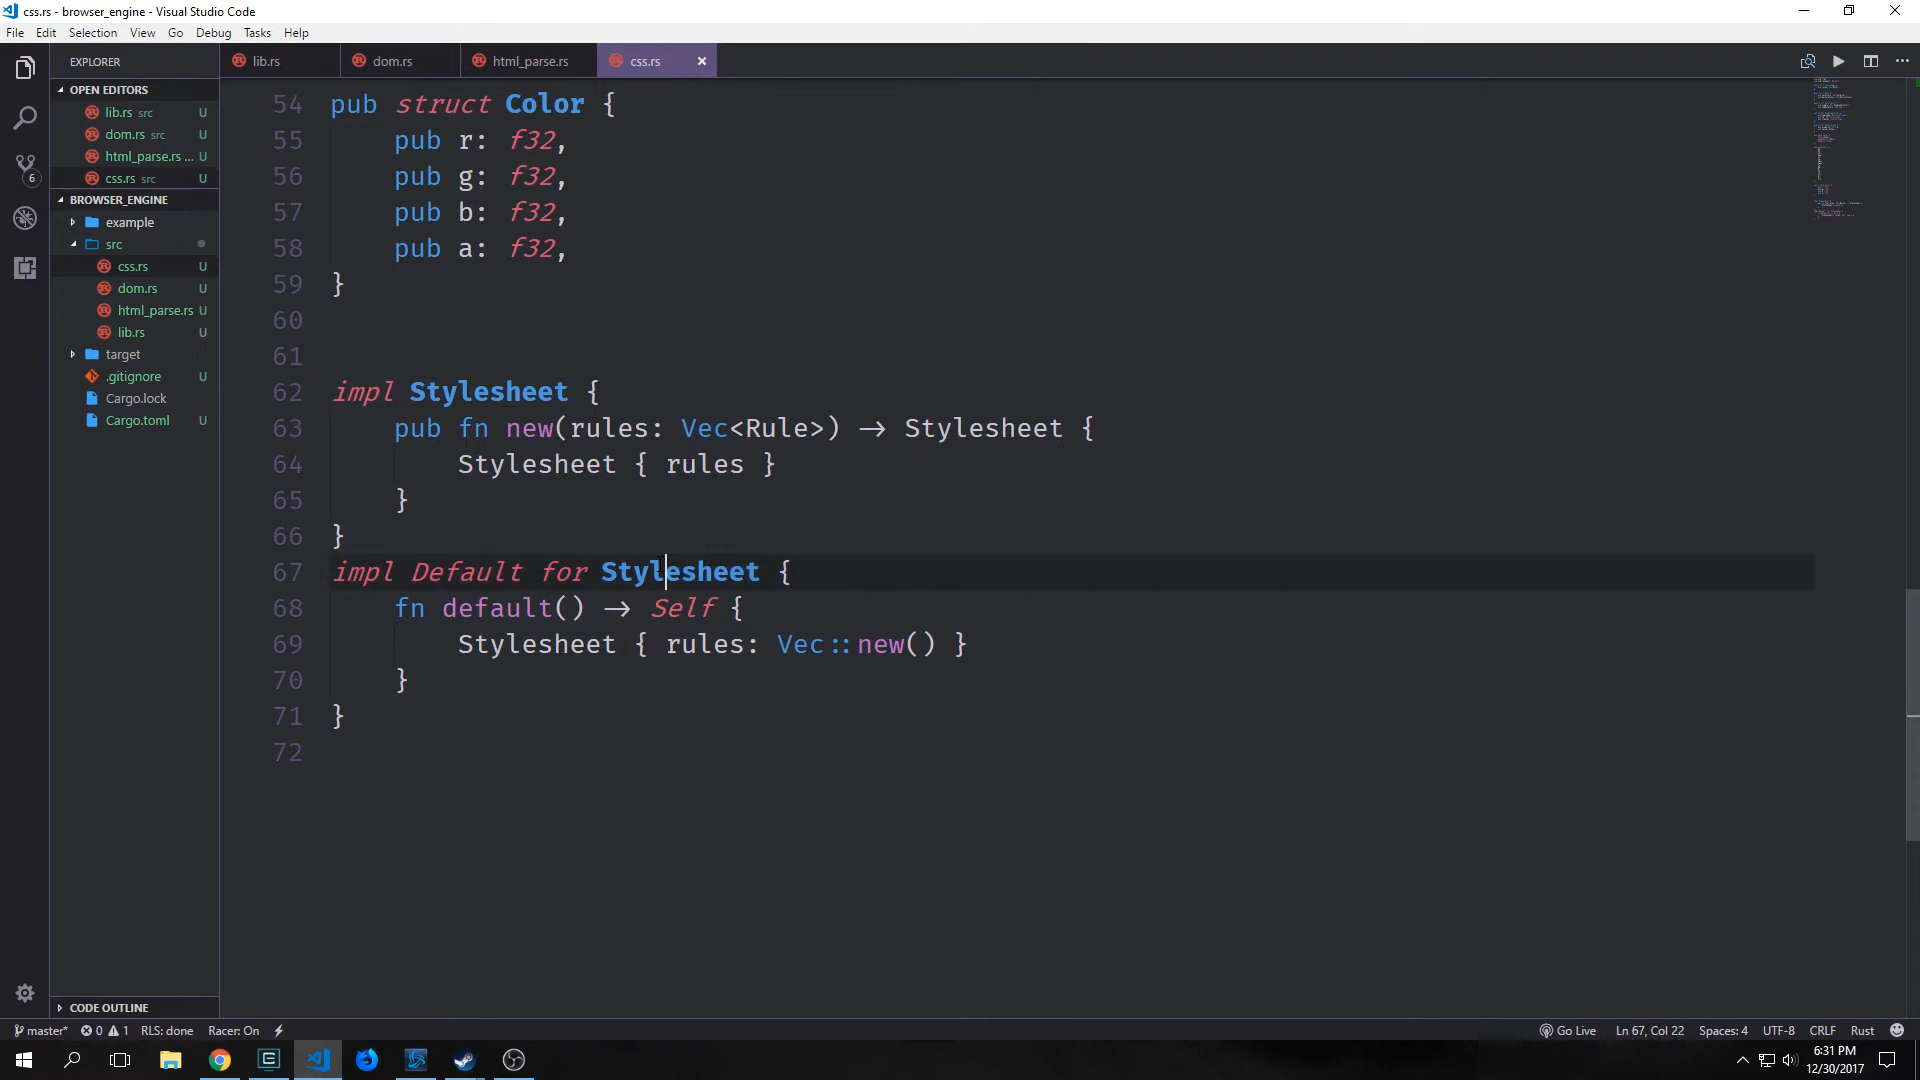 css.rs - browser_engine - Visual Studio Code
File Edit Selection View Go Debug Tasks Help
EXPLORER
lib.rs dom.rs html_parse.rs css.rs
OPEN EDITORS
lib.rs src U
dom.rs src U
html_parse.rs ... U
css.rs src U
BROWSER_ENGINE
example
src
css.rs U
dom.rs U
html_parse.rs U
lib.rs U
target
.gitignore U
Cargo.lock
Cargo.toml U
CODE OUTLINE
6
54 pub struct Color {
55 pub r: f32,
56 pub g: f32,
57 pub b: f32,
58 pub a: f32,
59 }
60
61
62 impl Stylesheet {
63 pub fn new(rules: Vec<Rule>) → Stylesheet {
64 Stylesheet { rules }
65 }
66 }
67 impl Default for Stylesheet {
68 fn default() → Self {
69 Stylesheet { rules: Vec::new() }
70 }
71 }
72
master* 0 1 RLS: done Racer: On Go Live Ln 67, Col 22 Spaces: 4 UTF-8 CRLF Rust
6:31 PM
12/30/2017